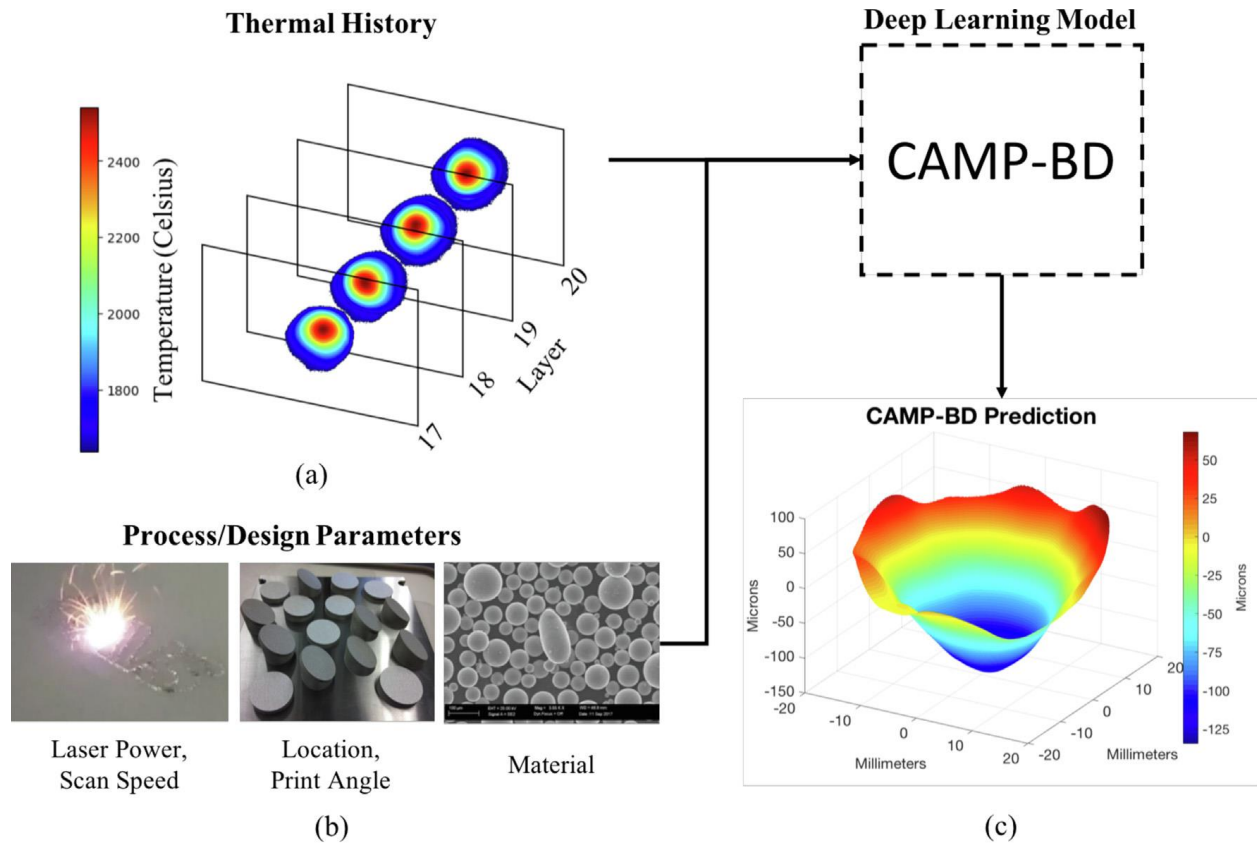 Thermal History
Temperature (Celsius)
2400
2200
2000
1800
20
19
18
17
Layer
(a)
Deep Learning Model
CAMP-BD
Process/Design Parameters
Laser Power,
Scan Speed
Location,
Print Angle
Material
(b)
CAMP-BD Prediction
Microns
100
50
0
-50
-100
-150
-20
-10
0
10
20
Millimeters
-20
-10
0
10
20
Millimeters
50
25
0
-25
-50
-75
-100
-125
Microns
(c)